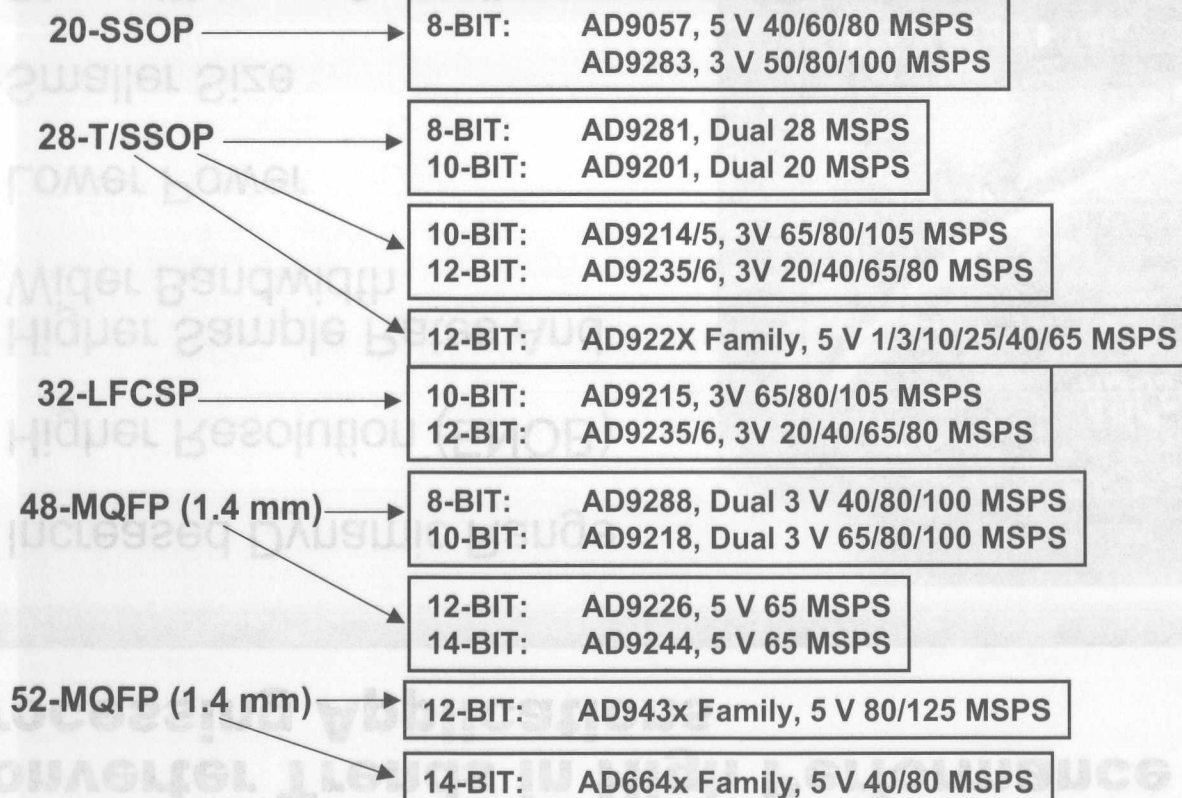 20-SSOP
8-BIT: AD9057, 5 V 40/60/80 MSPS
AD9283, 3 V 50/80/100 MSPS
28-T/SSOP
8-BIT: AD9281, Dual 28 MSPS
10-BIT: AD9201, Dual 20 MSPS
10-BIT: AD9214/5, 3V 65/80/105 MSPS
12-BIT: AD9235/6, 3V 20/40/65/80 MSPS
12-BIT: AD922X Family, 5 V 1/3/10/25/40/65 MSPS
32-LFCSP
10-BIT: AD9215, 3V 65/80/105 MSPS
12-BIT: AD9235/6, 3V 20/40/65/80 MSPS
48-MQFP (1.4 mm)
8-BIT: AD9288, Dual 3 V 40/80/100 MSPS
10-BIT: AD9218, Dual 3 V 65/80/100 MSPS
12-BIT: AD9226, 5 V 65 MSPS
14-BIT: AD9244, 5 V 65 MSPS
52-MQFP (1.4 mm)
12-BIT: AD943x Family, 5 V 80/125 MSPS
14-BIT: AD664x Family, 5 V 40/80 MSPS
Smaller Size
Lower Power
Wider Bandwidth
Higher Sample Rates And
Higher Resolution (ENOB)
Increased Dynamic Range